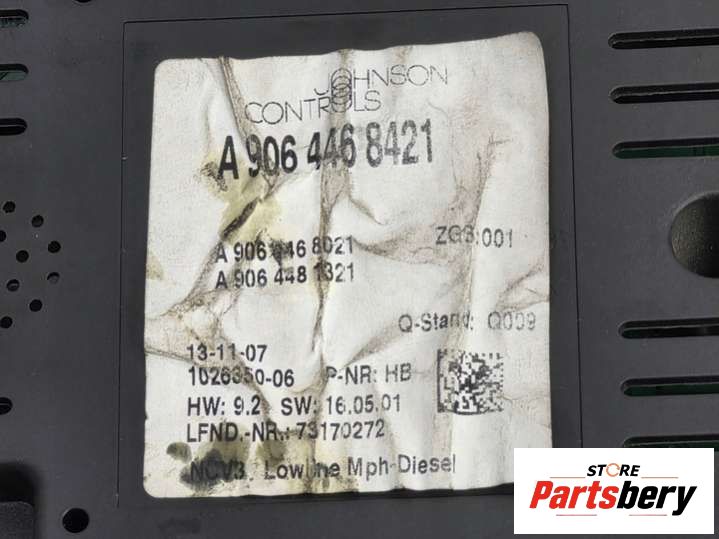 JOHNSON
CONTROLS
A 906 446 8421
A 906 446 8021
A 906 448 1321
ZGS:001
Q-Stand: Q009
13-11-07
1026350-06 P-NR: HB
HW: 9.2 SW: 16.05.01
LFND.-NR.: 73170272
NCV3 Lowline Mph-Diesel
STORE
Partsbery